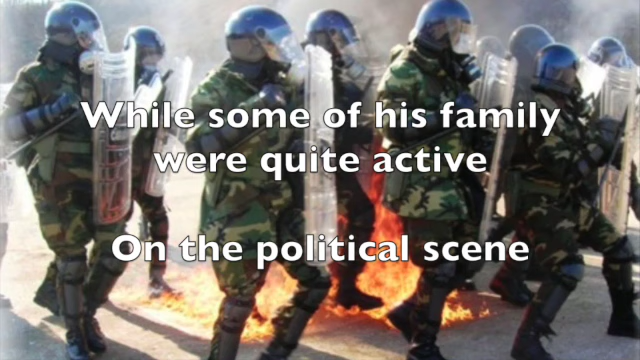 While some of his family
were quite active
On the political scene